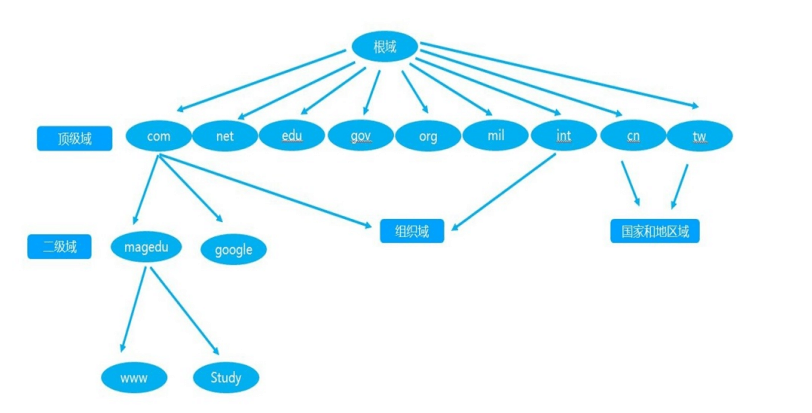 根域
顶级域
com
net
edu
gov
org
mil
int
cn
tw
组织域
国家和地区域
二级域
magedu
google
www
Study